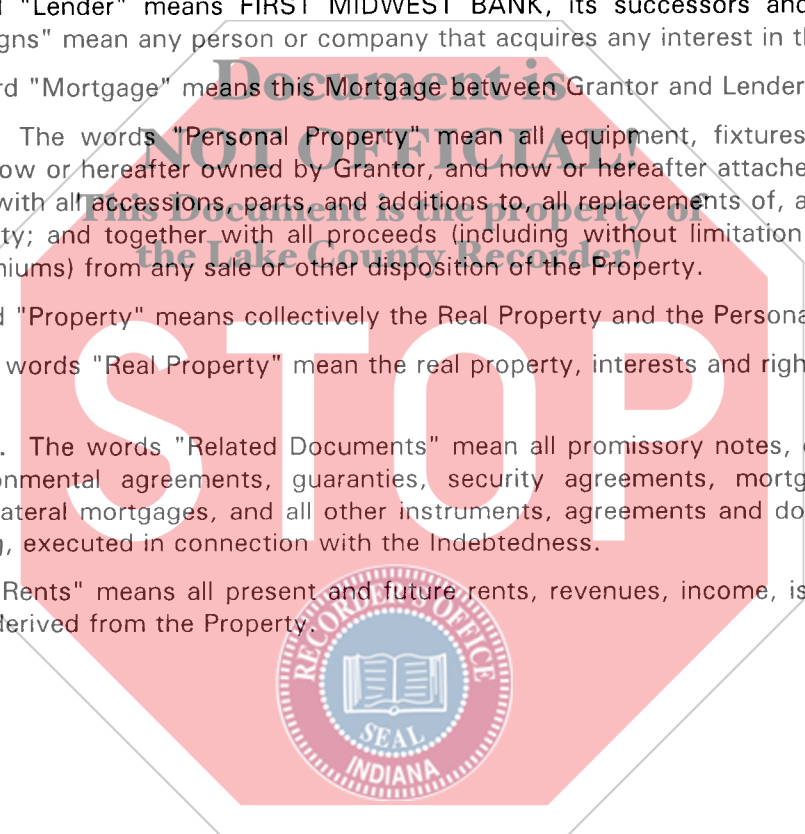 "Lender" means FIRST MIDWEST BANK, its successors and
gns" mean any person or company that acquires any interest in th
Document is
rd "Mortgage" means this Mortgage between Grantor and Lender
NOT OFFICIAL!
The words "Personal Property" mean all equipment, fixtures
ow or hereafter owned by Grantor, and now or hereafter attache
with all accessions, parts, and additions to, all replacements of, a
This Document is the property of
ty; and together with all proceeds (including without limitation
the Lake County Recorder!
niums) from any sale or other disposition of the Property.
d "Property" means collectively the Real Property and the Persona
words "Real Property" mean the real property, interests and righ
STOP
. The words "Related Documents" mean all promissory notes,
onmental agreements, guaranties, security agreements, mortg
lateral mortgages, and all other instruments, agreements and do
, executed in connection with the Indebtedness.
Rents" means all present and future rents, revenues, income, is
derived from the Property.
RECORDER'S OFFICE
SEAL
INDIANA